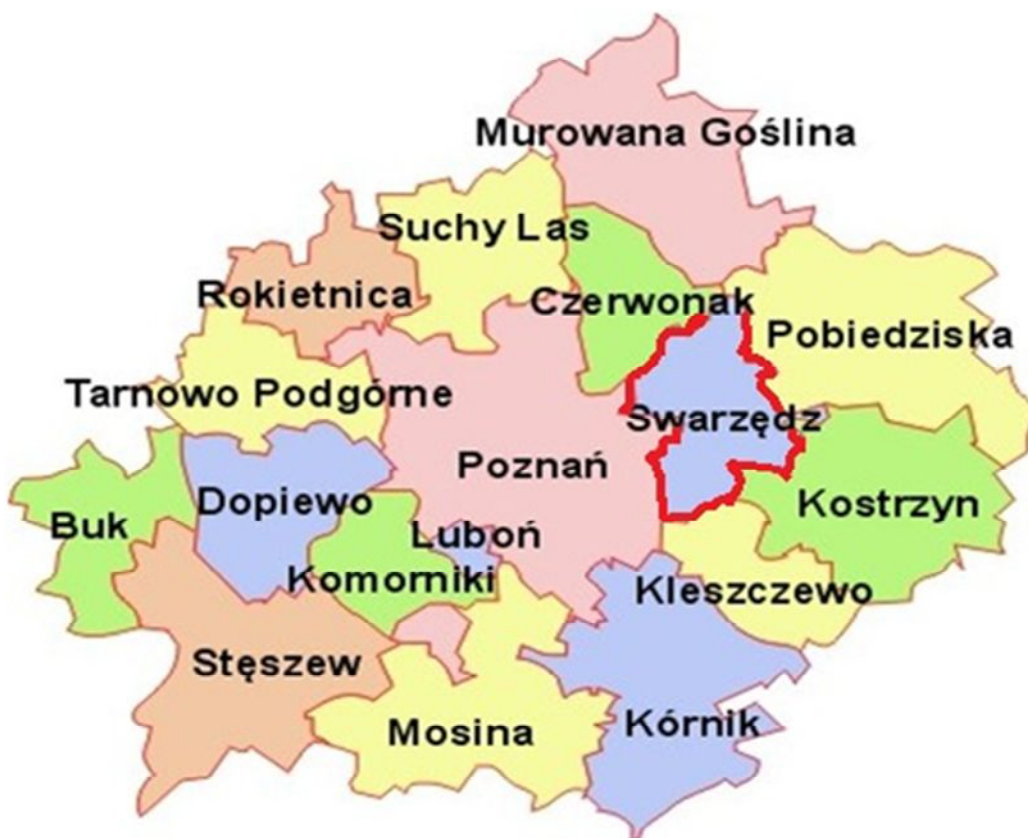 Murowana Goślina
Suchy Las
Rokietnica
Czerwonak
Pobiedziska
Tarnowo Podgórne
Swarzędz
Poznań
Buk
Dopiewo
Kostrzyn
Luboń
Komorniki
Kleszczewo
Stęszew
Mosina
Kórnik